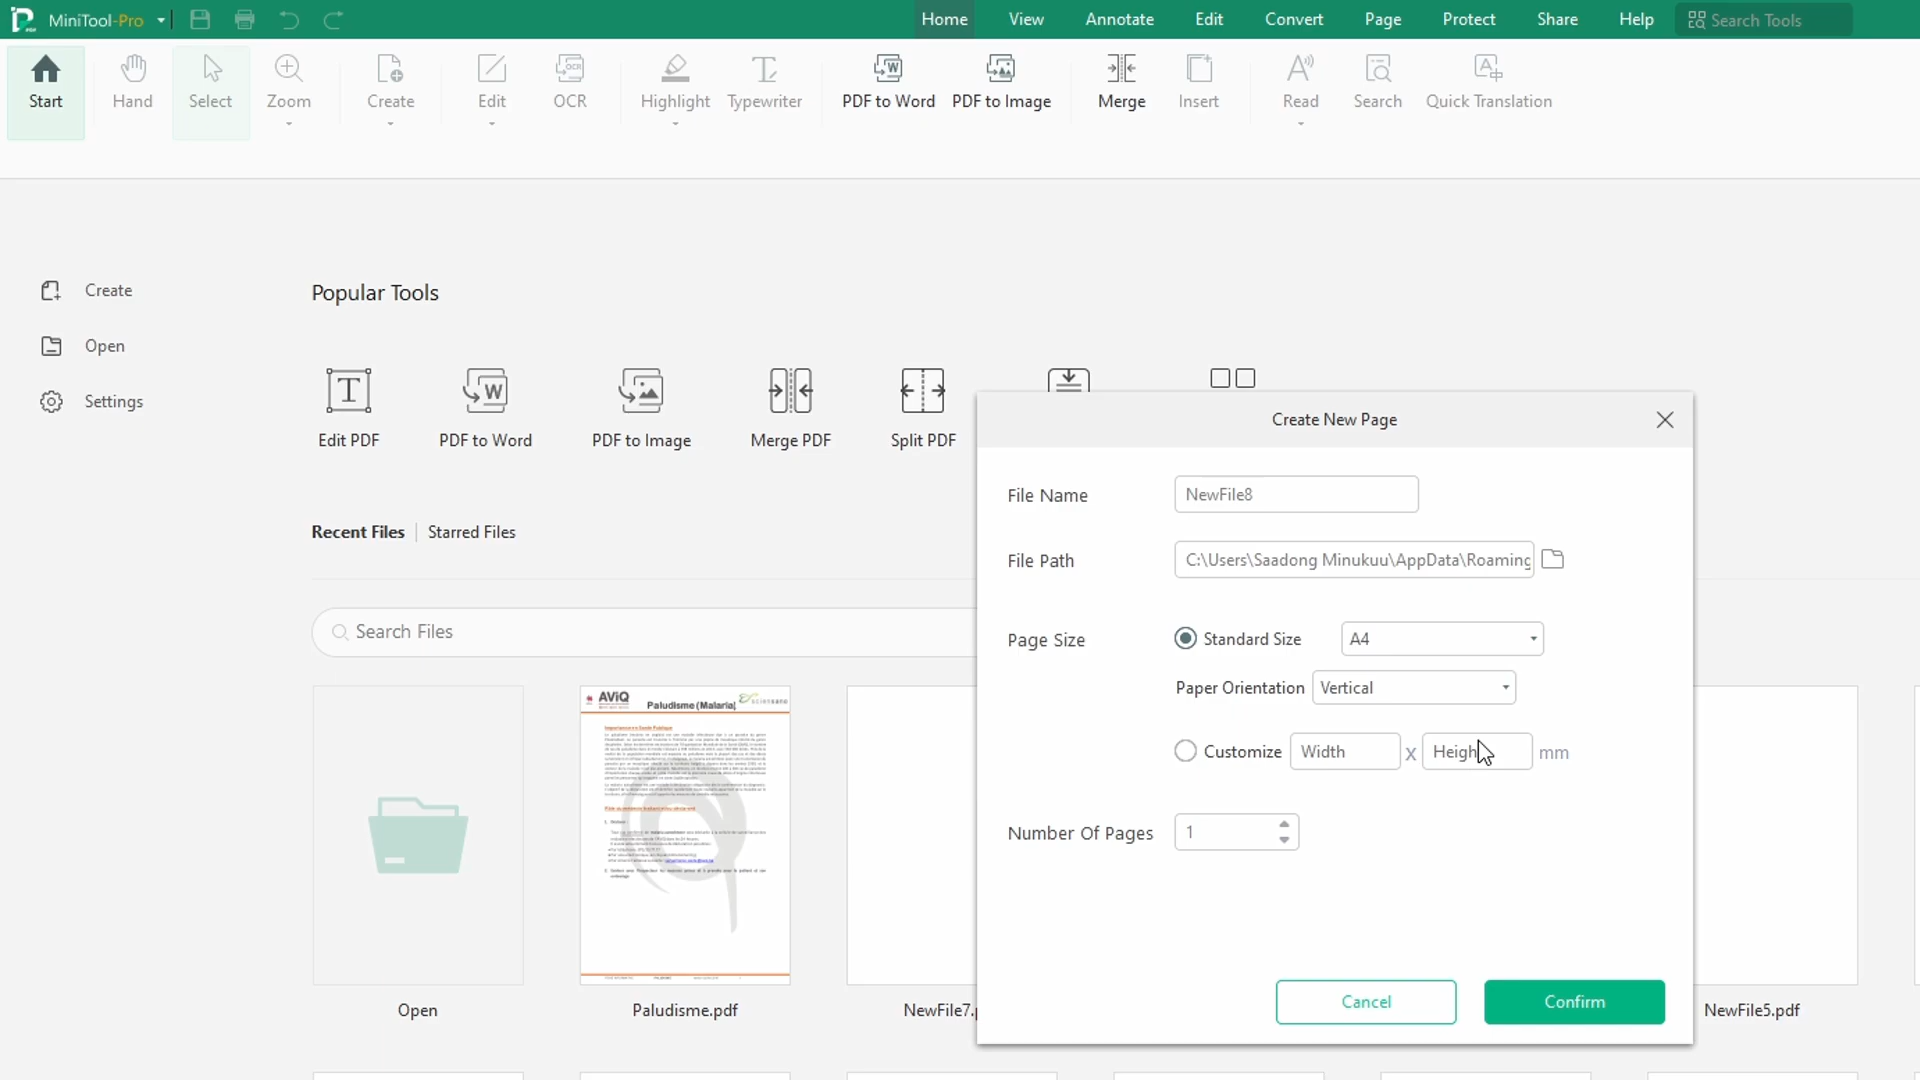 MiniTool-Pro
Home View Annotate Edit Convert Page Protect Share Help Search Tools
Start Hand Select Zoom Create Edit OCR Highlight Typewriter PDF to Word PDF to Image Merge Insert Read Search Quick Translation
Create
Open
Settings
Popular Tools
Edit PDF PDF to Word PDF to Image Merge PDF Split PDF
Recent Files Starred Files
Search Files
AViQ
Paludisme (Malaria)
sciensano
Open Paludisme.pdf NewFile7.p NewFile5.pdf
Create New Page
File Name NewFile8
File Path C:\Users\Saadong Minukuu\AppData\Roaming
Page Size Standard Size A4
Paper Orientation Vertical
Customize Width x Heigh mm
Number Of Pages 1
Cancel Confirm